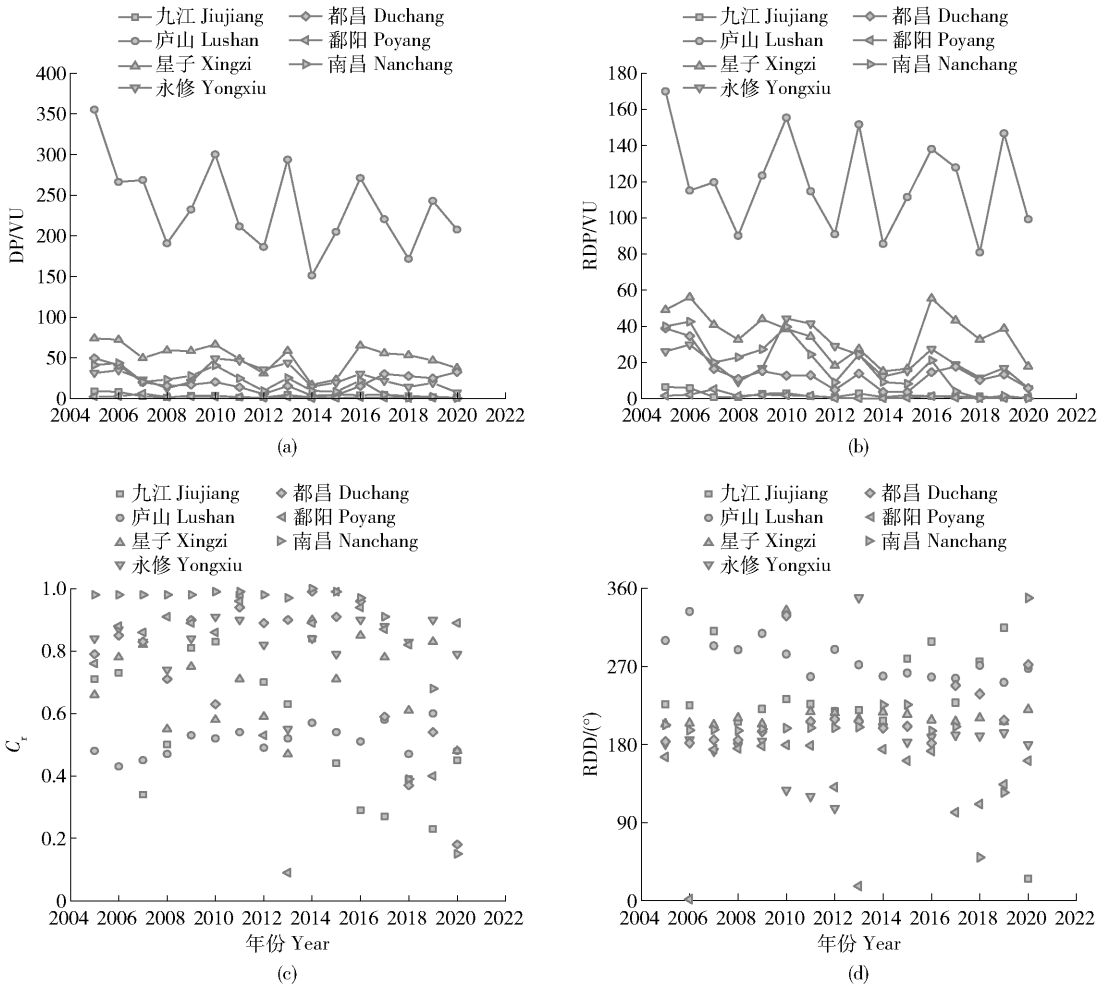 九江 Jiujiang 都昌 Duchang
庐山 Lushan 鄱阳 Poyang
星子 Xingzi 南昌 Nanchang
永修 Yongxiu
400
350
300
250
200
150
100
50
0
DP/VU
2004 2006 2008 2010 2012 2014 2016 2018 2020 2022
(a)
九江 Jiujiang 都昌 Duchang
庐山 Lushan 鄱阳 Poyang
星子 Xingzi 南昌 Nanchang
永修 Yongxiu
180
160
140
120
100
80
60
40
20
0
RDP/VU
2004 2006 2008 2010 2012 2014 2016 2018 2020 2022
(b)
九江 Jiujiang 都昌 Duchang
庐山 Lushan 鄱阳 Poyang
星子 Xingzi 南昌 Nanchang
永修 Yongxiu
1.0
0.8
0.6
0.4
0.2
0
Cr
2004 2006 2008 2010 2012 2014 2016 2018 2020 2022
年份 Year
(c)
九江 Jiujiang 都昌 Duchang
庐山 Lushan 鄱阳 Poyang
星子 Xingzi 南昌 Nanchang
永修 Yongxiu
360
270
180
90
0
RDD/(°)
2004 2006 2008 2010 2012 2014 2016 2018 2020 2022
年份 Year
(d)